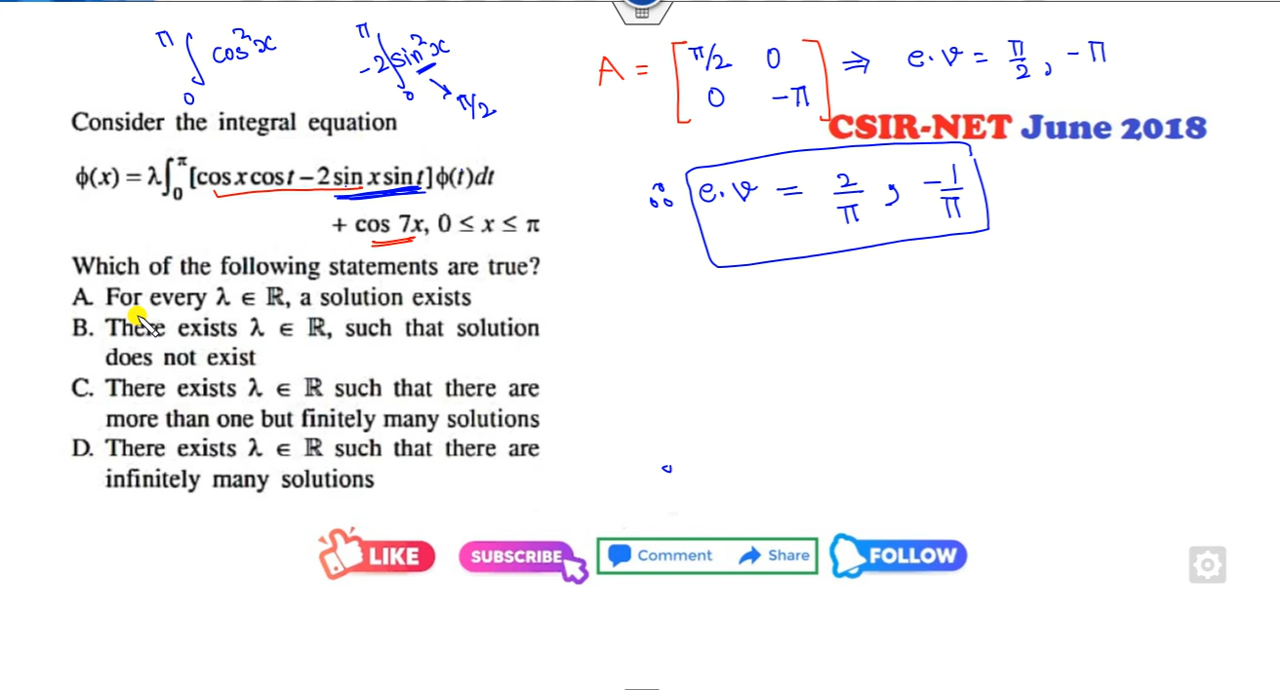 π∫₀ cos²x
π -2∫₀ sin²x → π/2
A = [π/2 0
0 -π] ⇒ e.v = π/2, -π
Consider the integral equation
CSIR-NET June 2018
ϕ(x) = λ∫₀^π [cos x cos t – 2 sin x sin t] ϕ(t) dt
+ cos 7x, 0 ≤ x ≤ π
∴ e.v = 2/π, -1/π
Which of the following statements are true?
A. For every λ ∈ ℝ, a solution exists
B. There exists λ ∈ ℝ, such that solution
does not exist
C. There exists λ ∈ ℝ such that there are
more than one but finitely many solutions
D. There exists λ ∈ ℝ such that there are
infinitely many solutions
LIKE SUBSCRIBE Comment Share FOLLOW